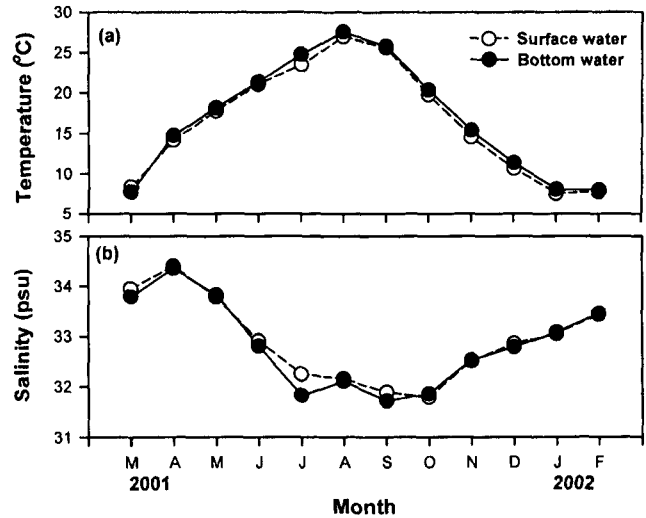 (a)
Surface water
Bottom water
Temperature (°C)
30
25
20
15
10
5
(b)
Salinity (psu)
35
34
33
32
31
M A M J J A S O N D J F
2001 2002
Month